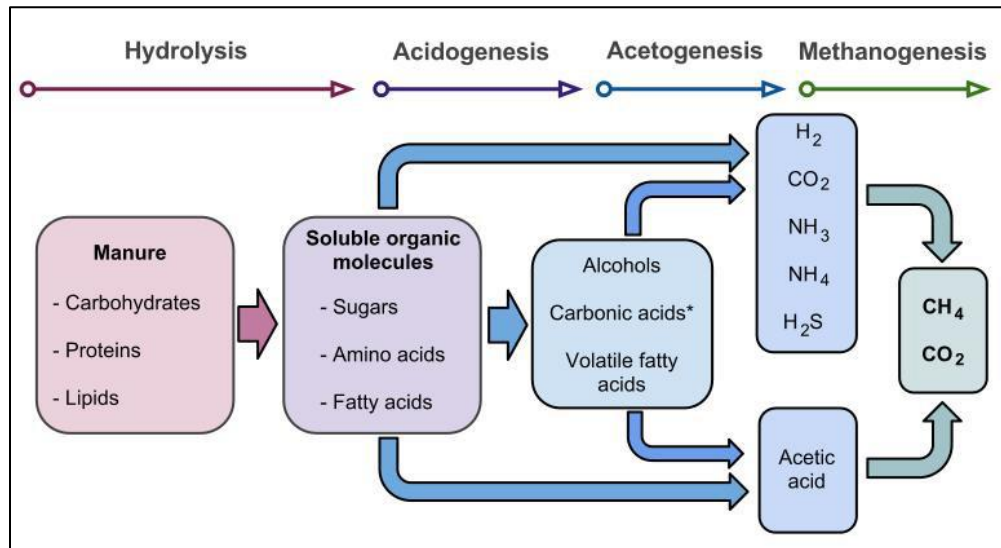 Hydrolysis
Acidogenesis
Acetogenesis
Methanogenesis
Manure
- Carbohydrates
- Proteins
- Lipids
Soluble organic
molecules
- Sugars
- Amino acids
- Fatty acids
Alcohols
Carbonic acids*
Volatile fatty
acids
H₂
CO₂
NH₃
NH₄
H₂S
Acetic
acid
CH₄
CO₂